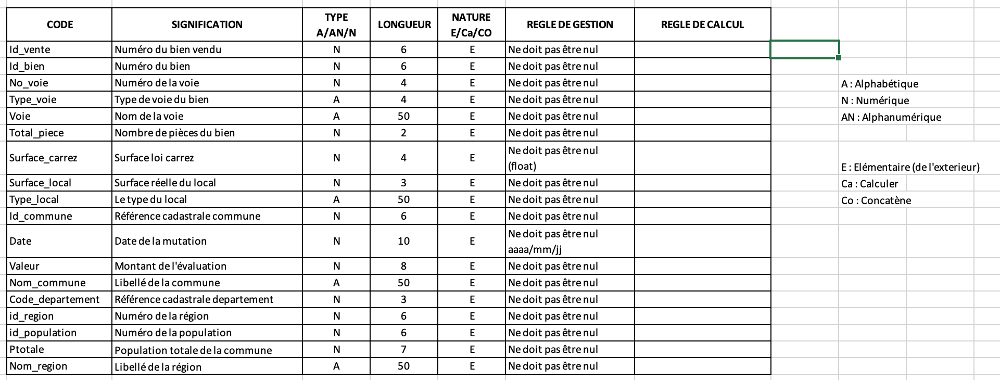 CODE SIGNIFICATION TYPE A/AN/N LONGUEUR NATURE E/Ca/CO REGLE DE GESTION REGLE DE CALCUL
Id_vente Numéro du bien vendu N 6 E Ne doit pas être nul
Id_bien Numéro du bien N 6 E Ne doit pas être nul
No_voie Numéro de la voie N 4 E Ne doit pas être nul A : Alphabétique
Type_voie Type de voie du bien A 4 E Ne doit pas être nul N : Numérique
Voie Nom de la voie A 50 E Ne doit pas être nul AN : Alphanumérique
Total_piece Nombre de pièces du bien N 2 E Ne doit pas être nul
Surface_carrez Surface loi carrez N 4 E Ne doit pas être nul (float) E : Elémentaire (de l'exterieur)
Surface_local Surface réelle du local N 3 E Ne doit pas être nul Ca : Calculer
Type_local Le type du local A 50 E Ne doit pas être nul Co : Concatène
Id_commune Référence cadastrale commune N 6 E Ne doit pas être nul
Date Date de la mutation N 10 E Ne doit pas être nul aaaa/mm/jj
Valeur Montant de l'évaluation N 8 E Ne doit pas être nul
Nom_commune Libellé de la commune A 50 E Ne doit pas être nul
Code_departement Référence cadastrale departement N 3 E Ne doit pas être nul
id_region Numéro de la région N 6 E Ne doit pas être nul
id_population Numéro de la population N 6 E Ne doit pas être nul
Ptotale Population totale de la commune N 7 E Ne doit pas être nul
Nom_region Libellé de la région A 50 E Ne doit pas être nul